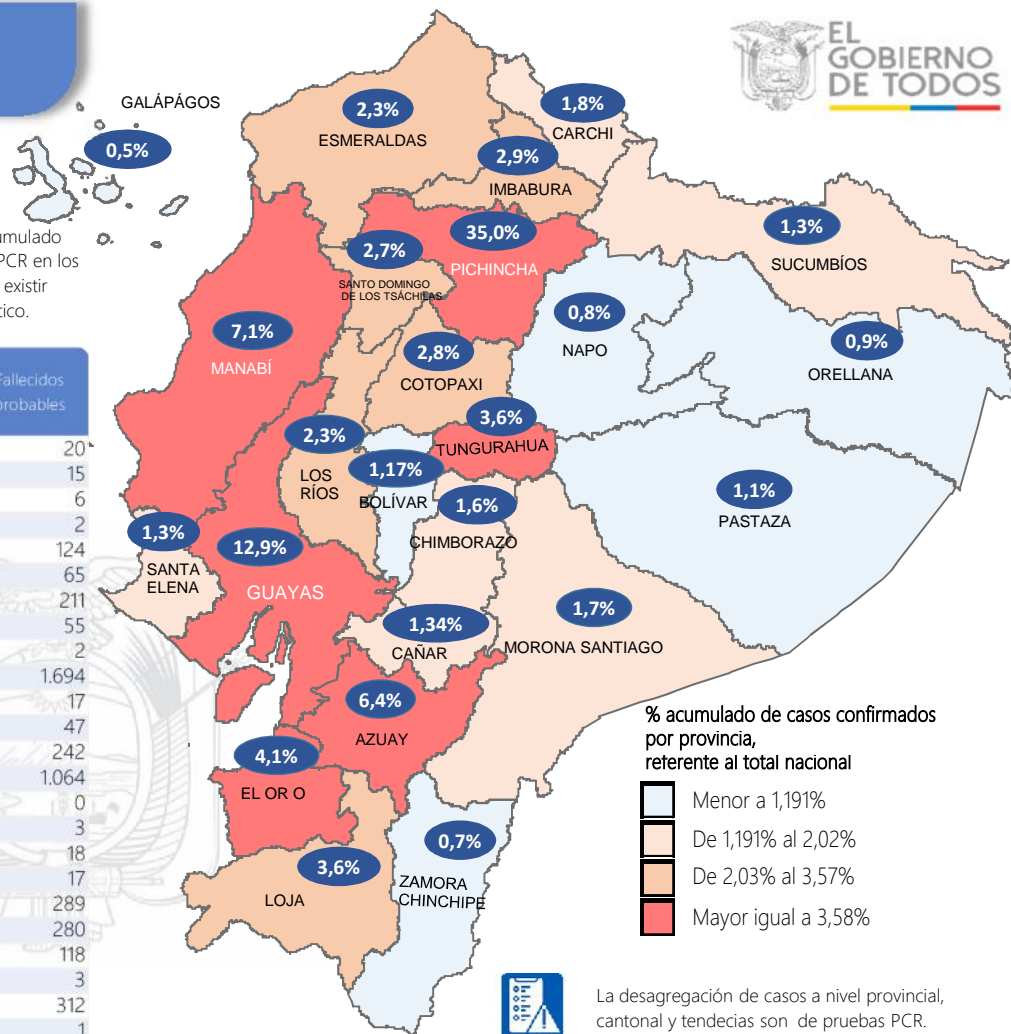 EL
GOBIERNO
DE TODOS
GALÁPÁGOS
0,5%
2,3%
ESMERALDAS
1,8%
CARCHI
2,9%
IMBABURA
umulado
PCR en los
existir
tico.
35,0%
PICHINCHA
2,7%
SANTO DOMINGO
DE LOS TSÁCHILAS
1,3%
SUCUMBÍOS
7,1%
MANABÍ
0,8%
NAPO
0,9%
ORELLANA
2,8%
COTOPAXI
Fallecidos
probables
20
15
6
2
124
65
211
55
2
1.694
17
47
242
1.064
0
3
18
17
289
280
118
3
312
1
3,6%
TUNGURAHUA
2,3%
LOS
RÍOS
1,17%
BOLÍVAR
1,6%
CHIMBORAZO
1,1%
PASTAZA
1,3%
SANTA
ELENA
12,9%
GUAYAS
1,34%
CAÑAR
1,7%
MORONA SANTIAGO
6,4%
AZUAY
4,1%
EL OR O
3,6%
LOJA
0,7%
ZAMORA
CHINCHIPE
% acumulado de casos confirmados
por provincia,
referente al total nacional
Menor a 1,191%
De 1,191% al 2,02%
De 2,03% al 3,57%
Mayor igual a 3,58%
La desagregación de casos a nivel provincial,
cantonal y tendecias son de pruebas PCR.